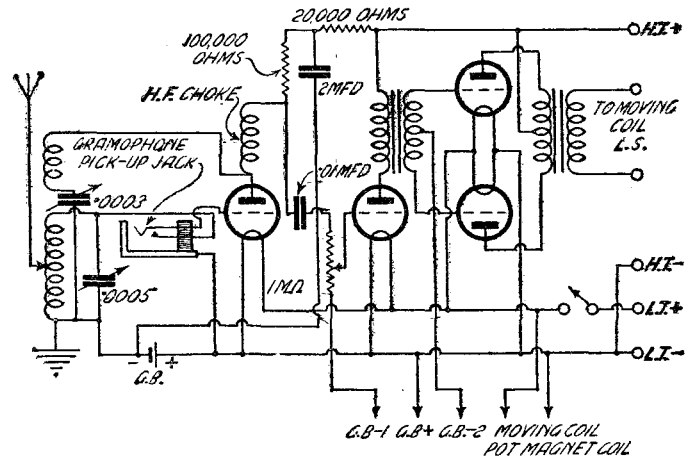 20,000 OHMS
100,000
OHMS
H.T.+
2MFD
H.F. CHOKE
TO MOVING
COIL
L.S.
GRAMOPHONE
PICK-UP JACK
.01MFD
.0003
.0005
1MΩ
H.T.-
L.T.+
L.T.-
- +
G.B.
G.B-1 G.B+ G.B.-2 MOVING COIL
POT MAGNET COIL